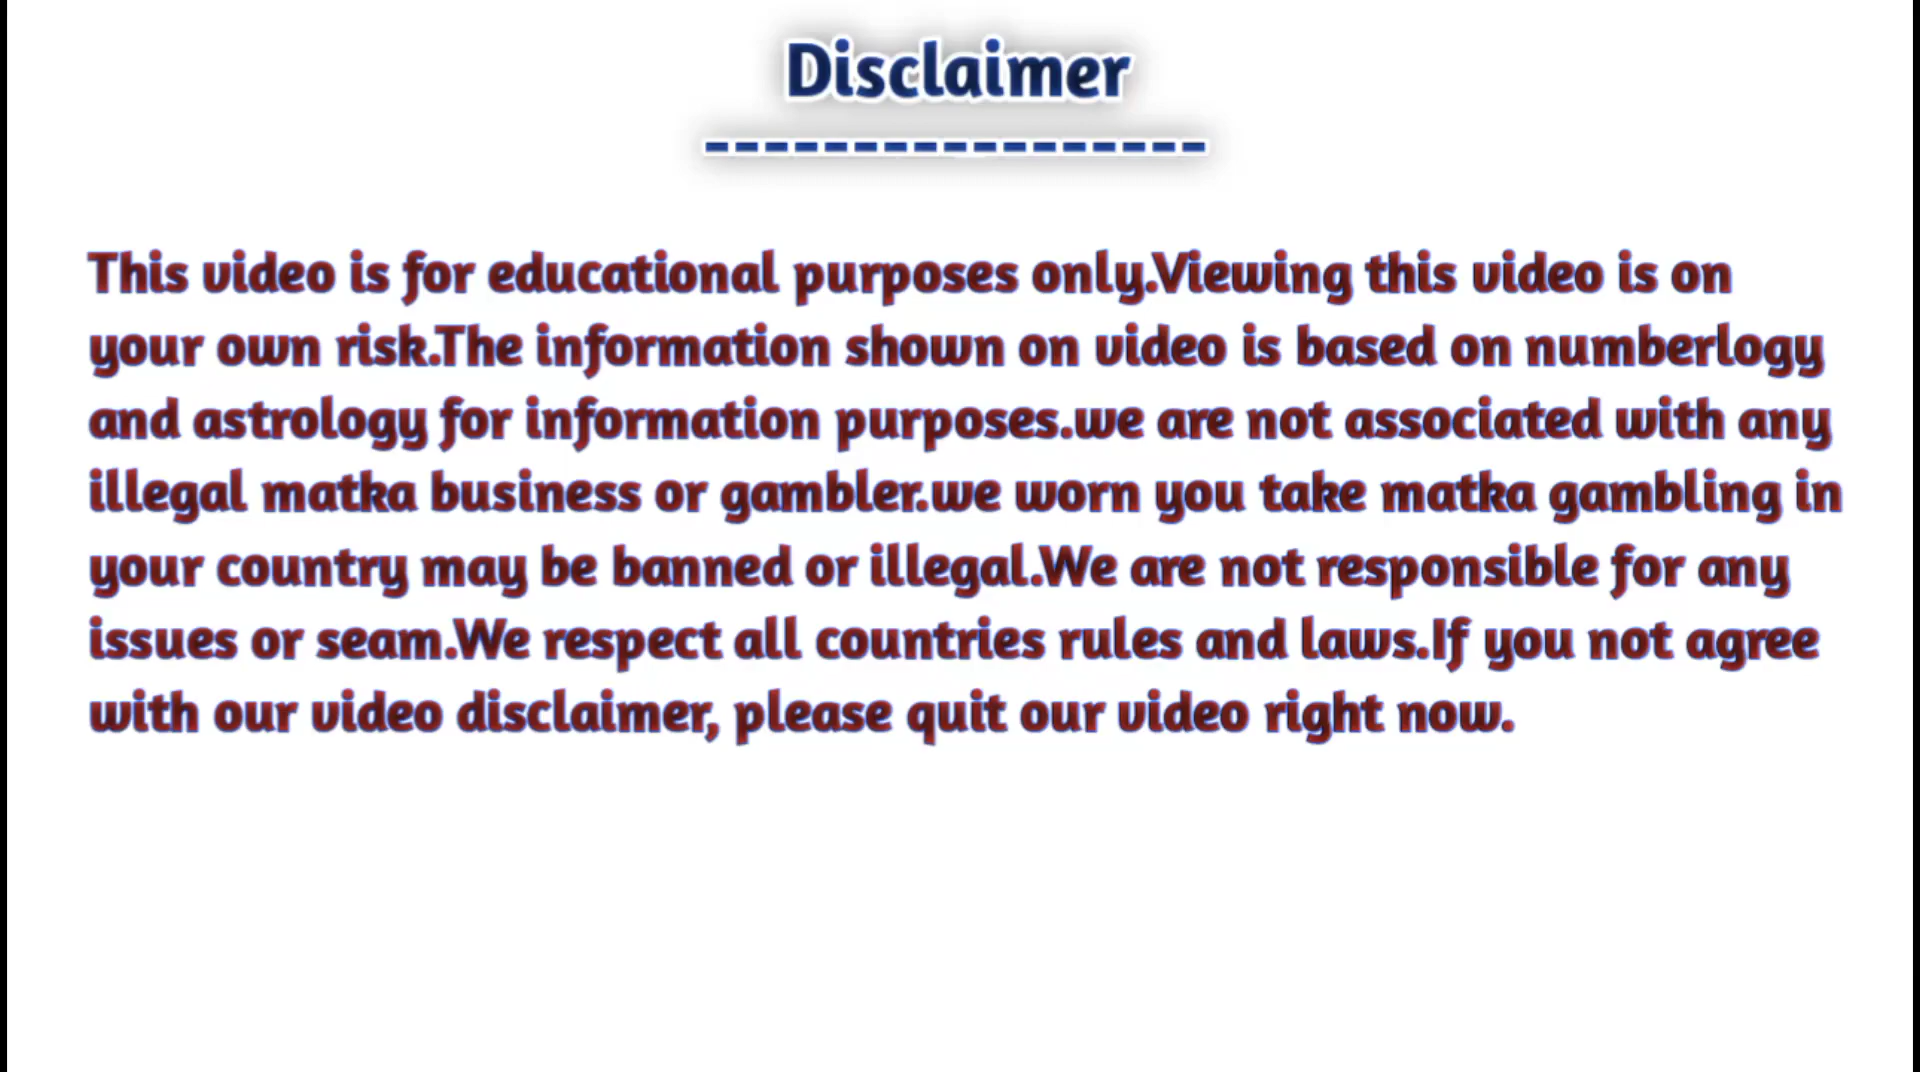 Disclaimer
------------------
This video is for educational purposes only.Viewing this video is on
your own risk.The information shown on video is based on numberlogy
and astrology for information purposes.we are not associated with any
illegal matka business or gambler.we worn you take matka gambling in
your country may be banned or illegal.We are not responsible for any
issues or seam.We respect all countries rules and laws.If you not agree
with our video disclaimer, please quit our video right now.